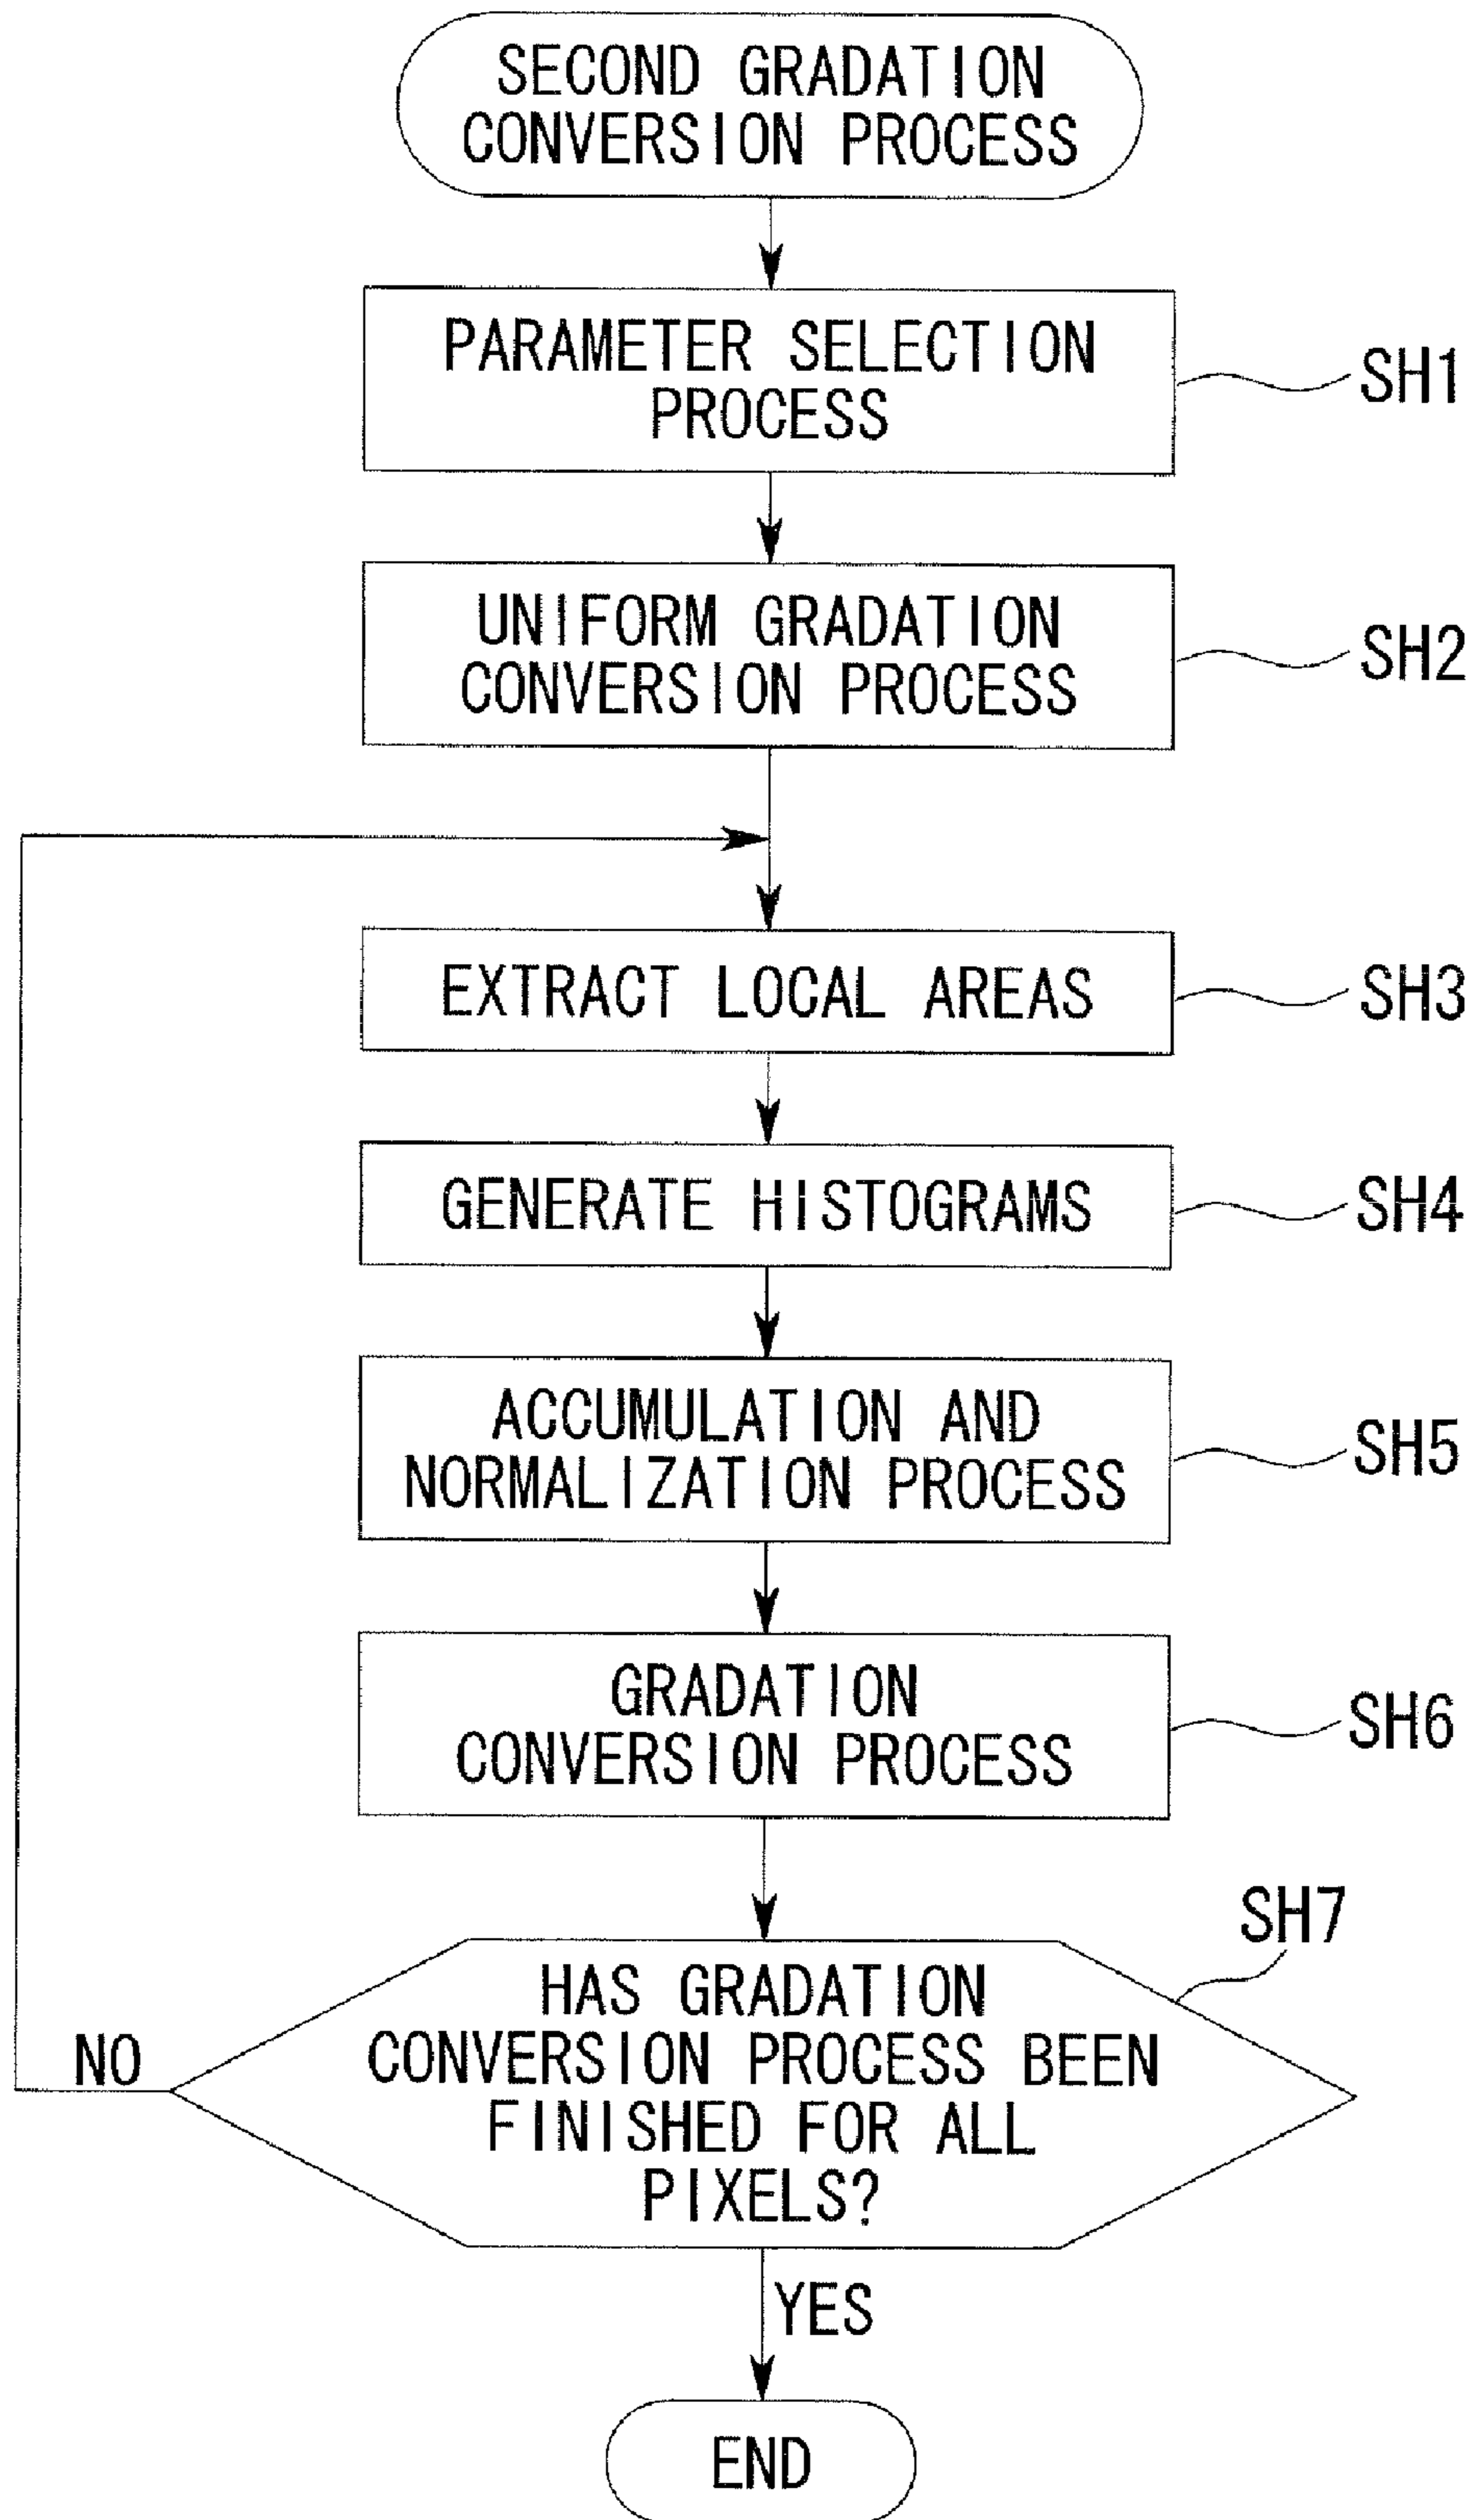 SECOND GRADATION
CONVERSION PROCESS
PARAMETER SELECTION
PROCESS
SH1
UNIFORM GRADATION
CONVERSION PROCESS
SH2
EXTRACT LOCAL AREAS
SH3
GENERATE HISTOGRAMS
SH4
ACCUMULATION AND
NORMALIZATION PROCESS
SH5
GRADATION
CONVERSION PROCESS
SH6
SH7
HAS GRADATION
CONVERSION PROCESS BEEN
FINISHED FOR ALL
PIXELS?
NO
YES
END